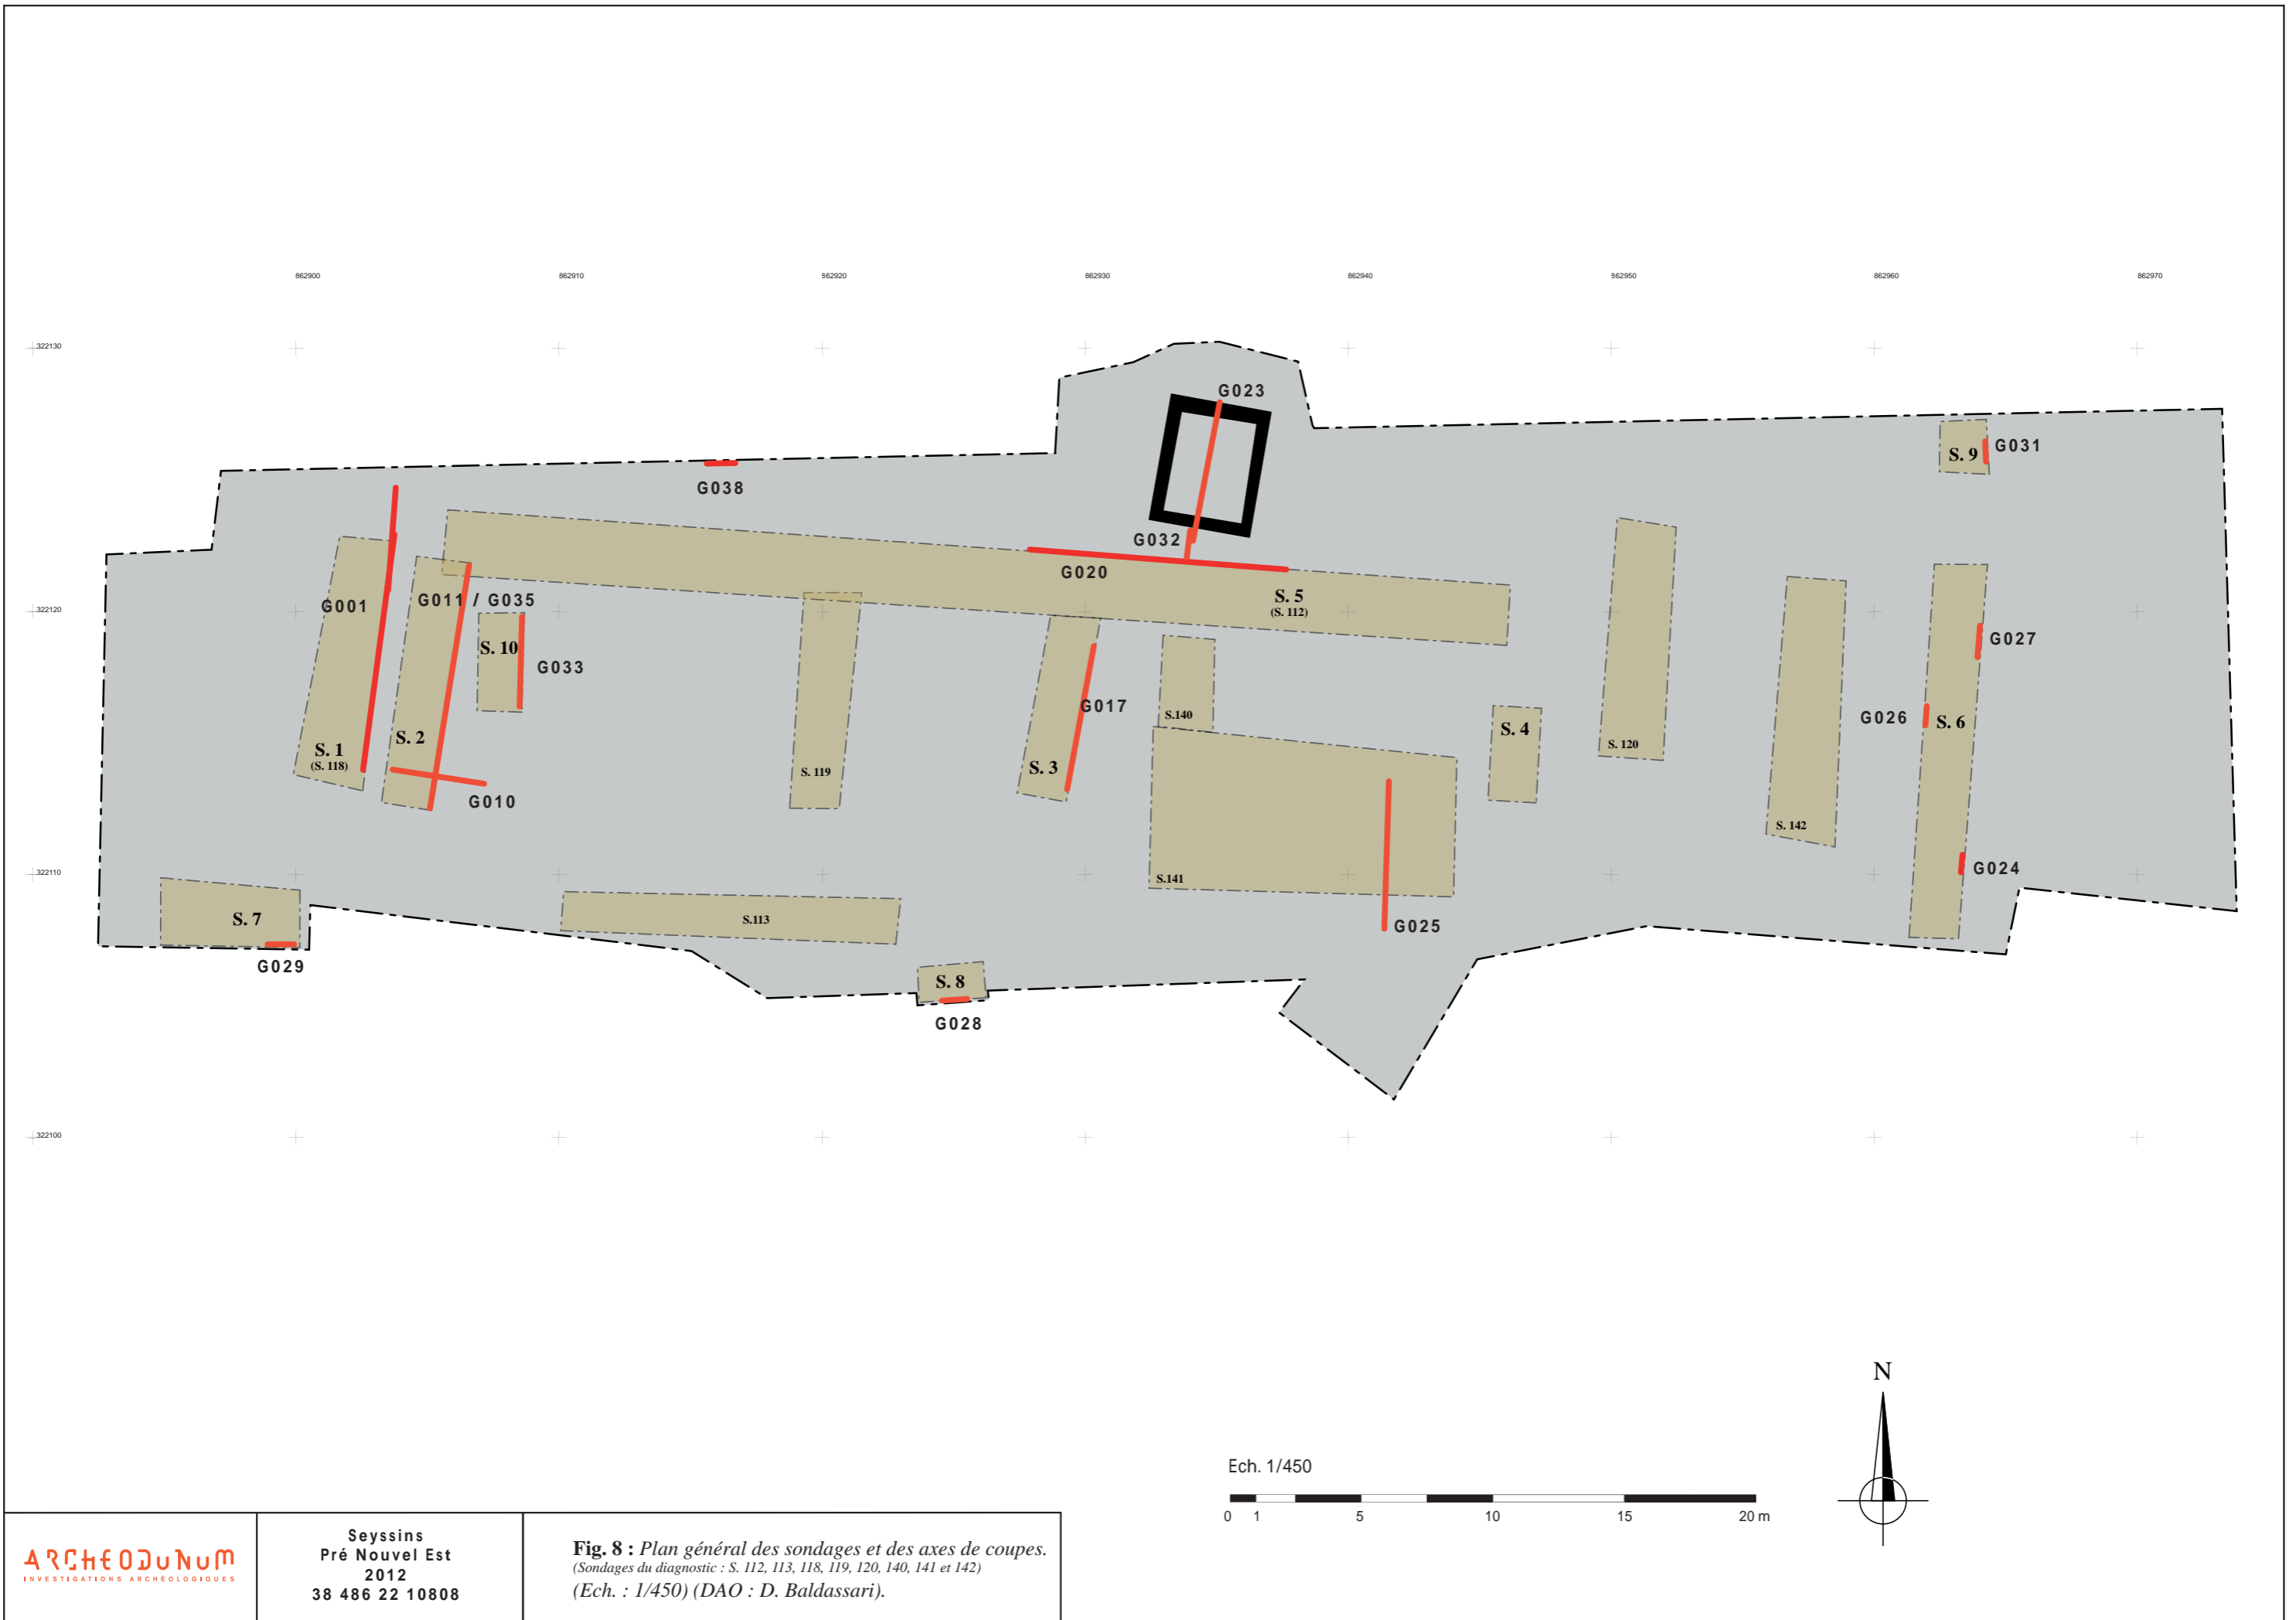 862900 862910 862920 862930 862940 862950 862960 862970
322130
G023
G031
S. 9
G038
G032
G020
G001
G011 / G035
322120
S. 5
(S. 112)
G027
S. 10
G033
G017
S.140
G026
S. 6
S. 4
S. 2
S. 1
(S. 118)
S. 120
S. 3
S. 119
G010
S. 142
G024
322110
S.141
S. 7
S.113
G025
G029
S. 8
G028
322100
N
Ech. 1/450
0 1 5 10 15 20 m
ARCHEODUNUM
INVESTIGATIONS ARCHÉOLOGIQUES
Seyssins
Pré Nouvel Est
2012
38 486 22 10808
Fig. 8 : Plan général des sondages et des axes de coupes.
(Sondages du diagnostic : S. 112, 113, 118, 119, 120, 140, 141 et 142)
(Ech. : 1/450) (DAO : D. Baldassari).